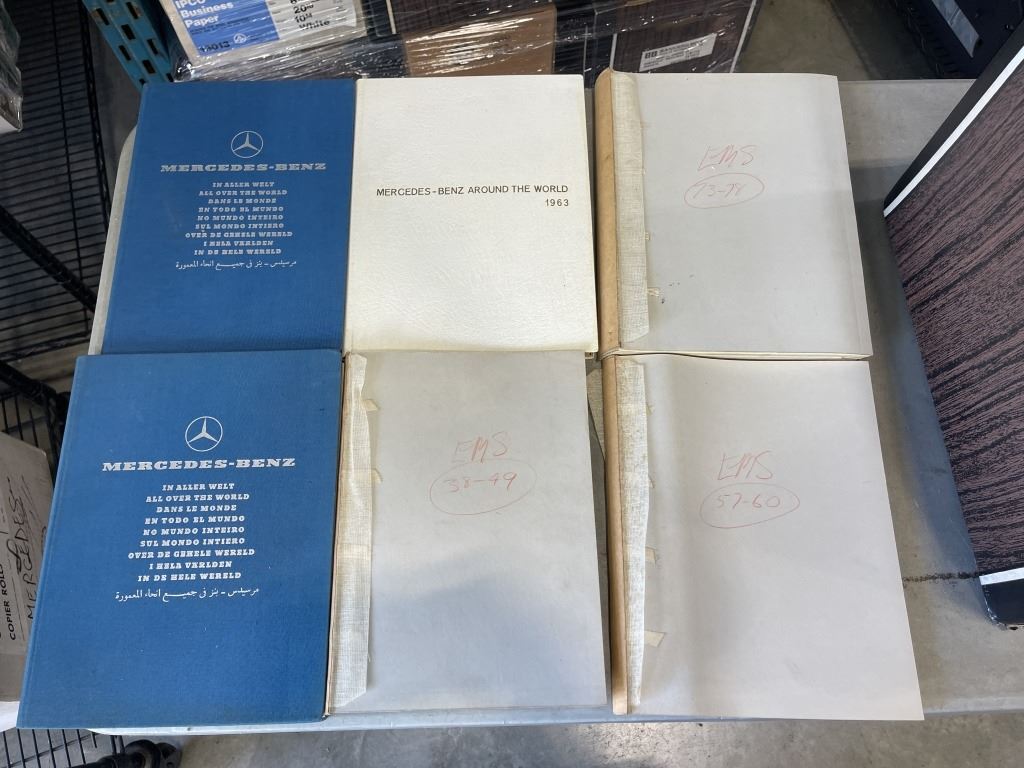 IPCO
Business
Paper
20
10
White
MERCEDES-BENZ
IN ALLER WELT
ALL OVER THE WORLD
DANS LE MONDE
EN TODO EL MUNDO
NO MUNDO INTEIRO
SUL MONDO INTIERO
OVER DE GEHELE WERELD
I HELA VÄRLDEN
IN DE HELE WERELD
مرسيدس - بنز في جميع انحاء المعمورة
MERCEDES-BENZ AROUND THE WORLD
1963
EMS
73-78
MERCEDES-BENZ
IN ALLER WELT
ALL OVER THE WORLD
DANS LE MONDE
EN TODO EL MUNDO
NO MUNDO INTEIRO
SUL MONDO INTIERO
OVER DE GEHELE WERELD
I HELA VÄRLDEN
IN DE HELE WERELD
مرسيدس - بنز في جميع انحاء المعمورة
EMS
38-49
EMS
57-60
COPIER ROLL
MERCEDES